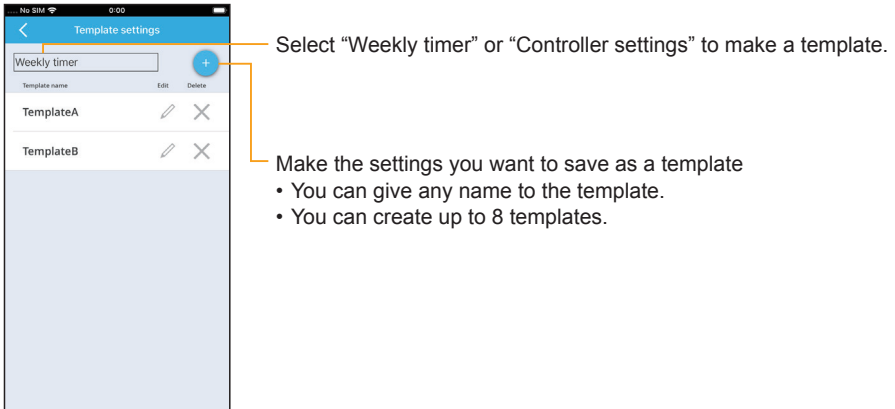 .... No SIM 0:00
Template settings
Select “Weekly timer” or “Controller settings” to make a template.
Weekly timer +
Template name Edit Delete
TemplateA
TemplateB
Make the settings you want to save as a template
• You can give any name to the template.
• You can create up to 8 templates.